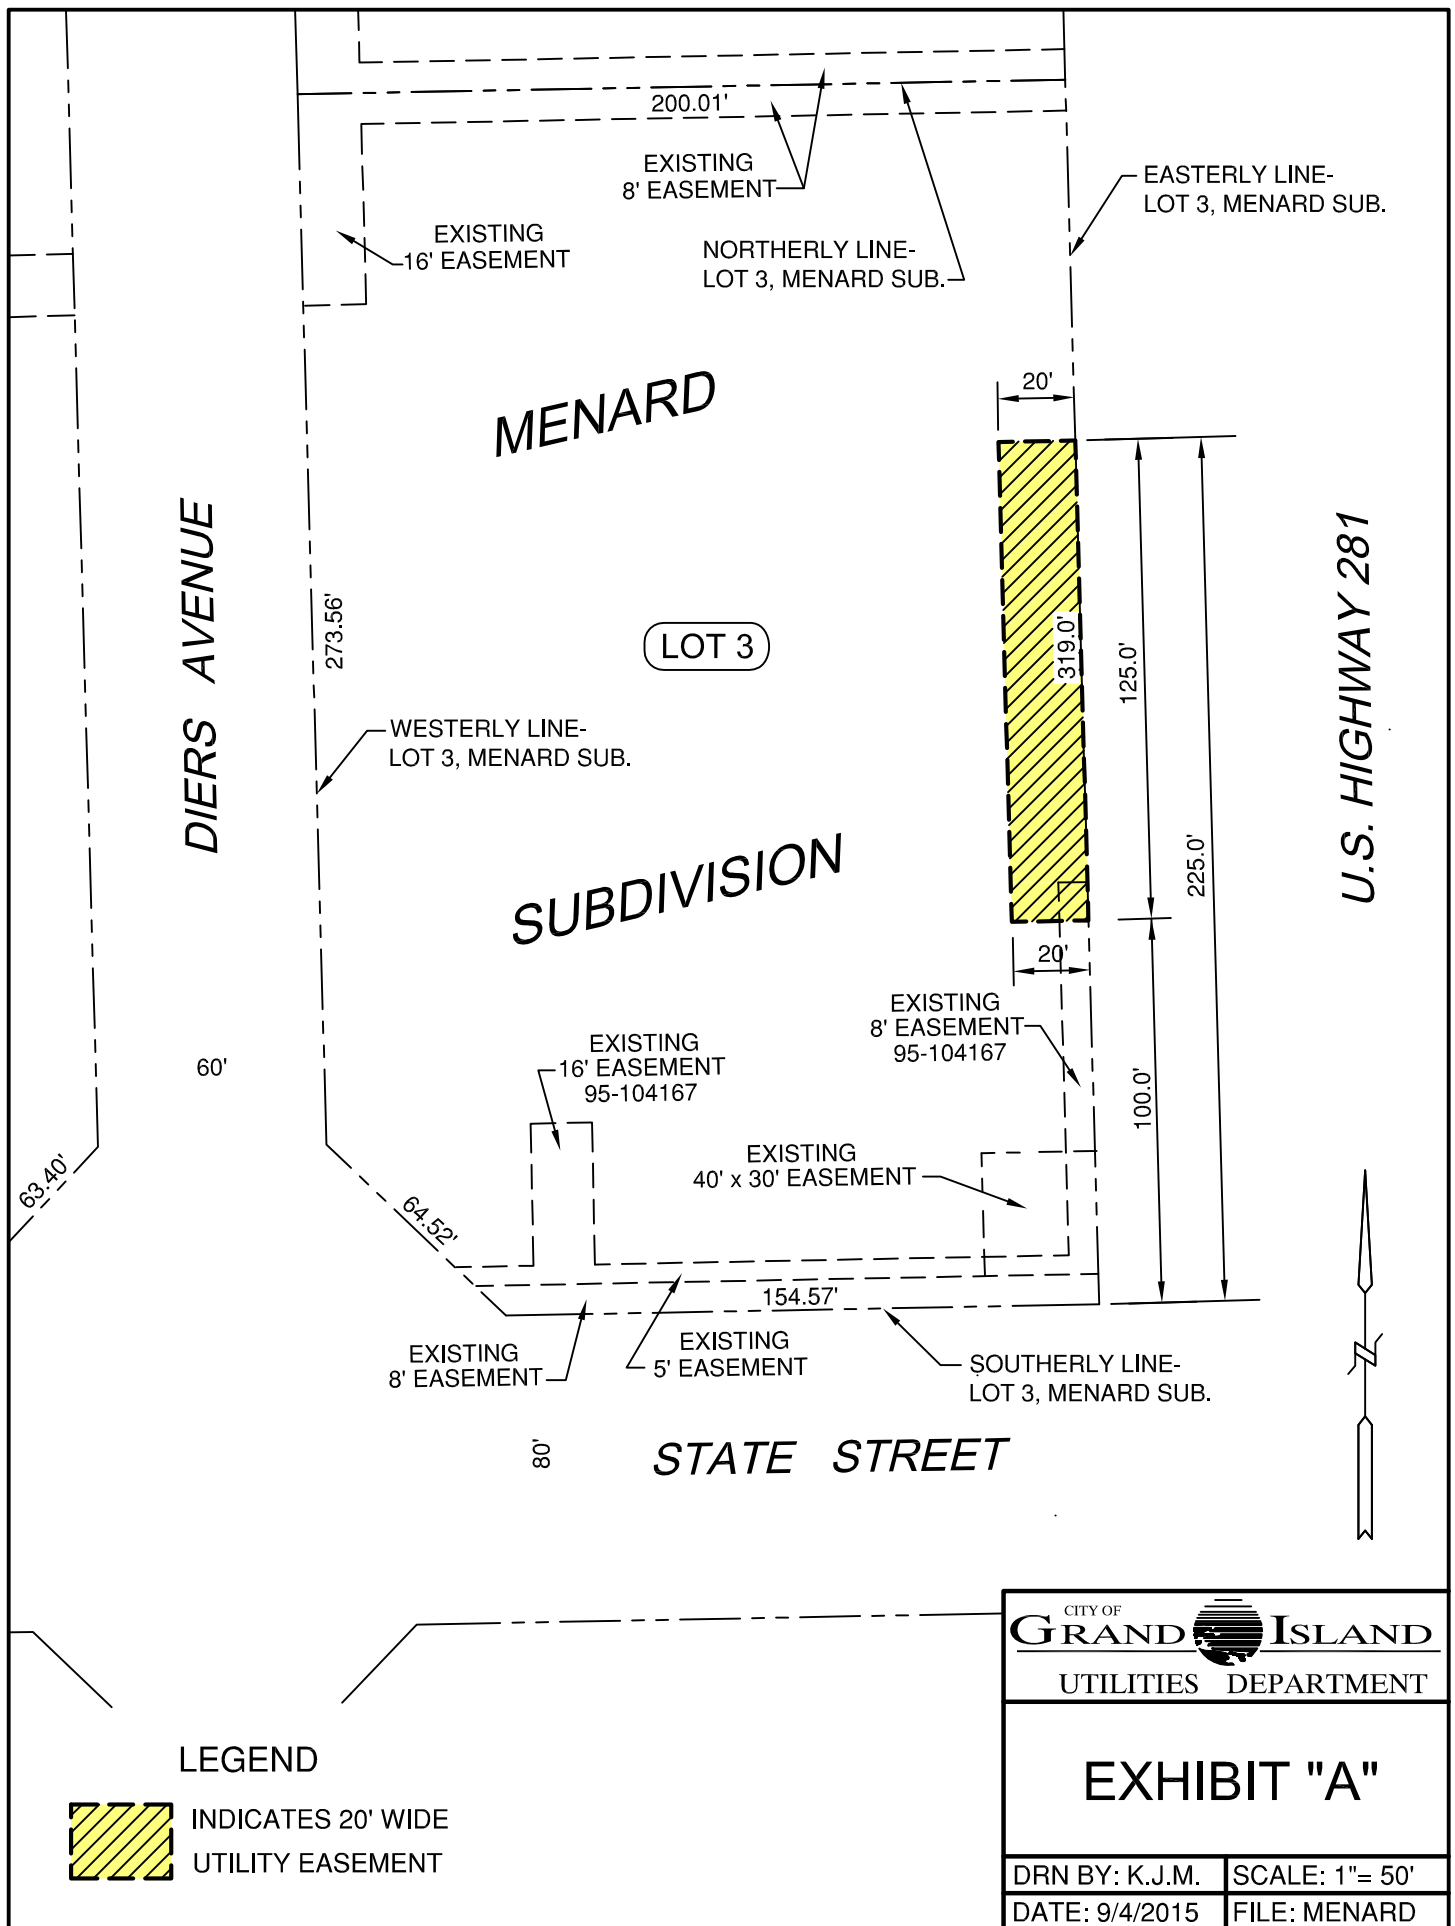 200.01'
EXISTING
8' EASEMENT
EASTERLY LINE-
LOT 3, MENARD SUB.
EXISTING
16' EASEMENT
NORTHERLY LINE-
LOT 3, MENARD SUB.
MENARD
20'
DIERS AVENUE
273.56'
LOT 3
319.0'
125.0'
225.0'
U.S. HIGHWAY 281
WESTERLY LINE-
LOT 3, MENARD SUB.
SUBDIVISION
20'
EXISTING
8' EASEMENT
95-104167
EXISTING
16' EASEMENT
95-104167
60'
100.0'
EXISTING
40' x 30' EASEMENT
63.40'
64.52'
154.57'
EXISTING
8' EASEMENT
EXISTING
5' EASEMENT
SOUTHERLY LINE-
LOT 3, MENARD SUB.
80'
STATE STREET
CITY OF
GRAND ISLAND
UTILITIES DEPARTMENT
EXHIBIT "A"
LEGEND
INDICATES 20' WIDE
UTILITY EASEMENT
DRN BY: K.J.M.
SCALE: 1"= 50'
DATE: 9/4/2015
FILE: MENARD